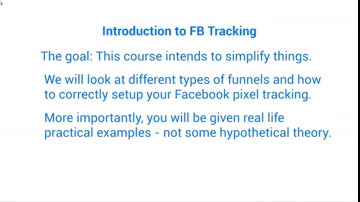 Introduction to FB Tracking
The goal: This course intends to simplify things.
We will look at different types of funnels and how
to correctly setup your Facebook pixel tracking.
More importantly, you will be given real life
practical examples - not some hypothetical theory.